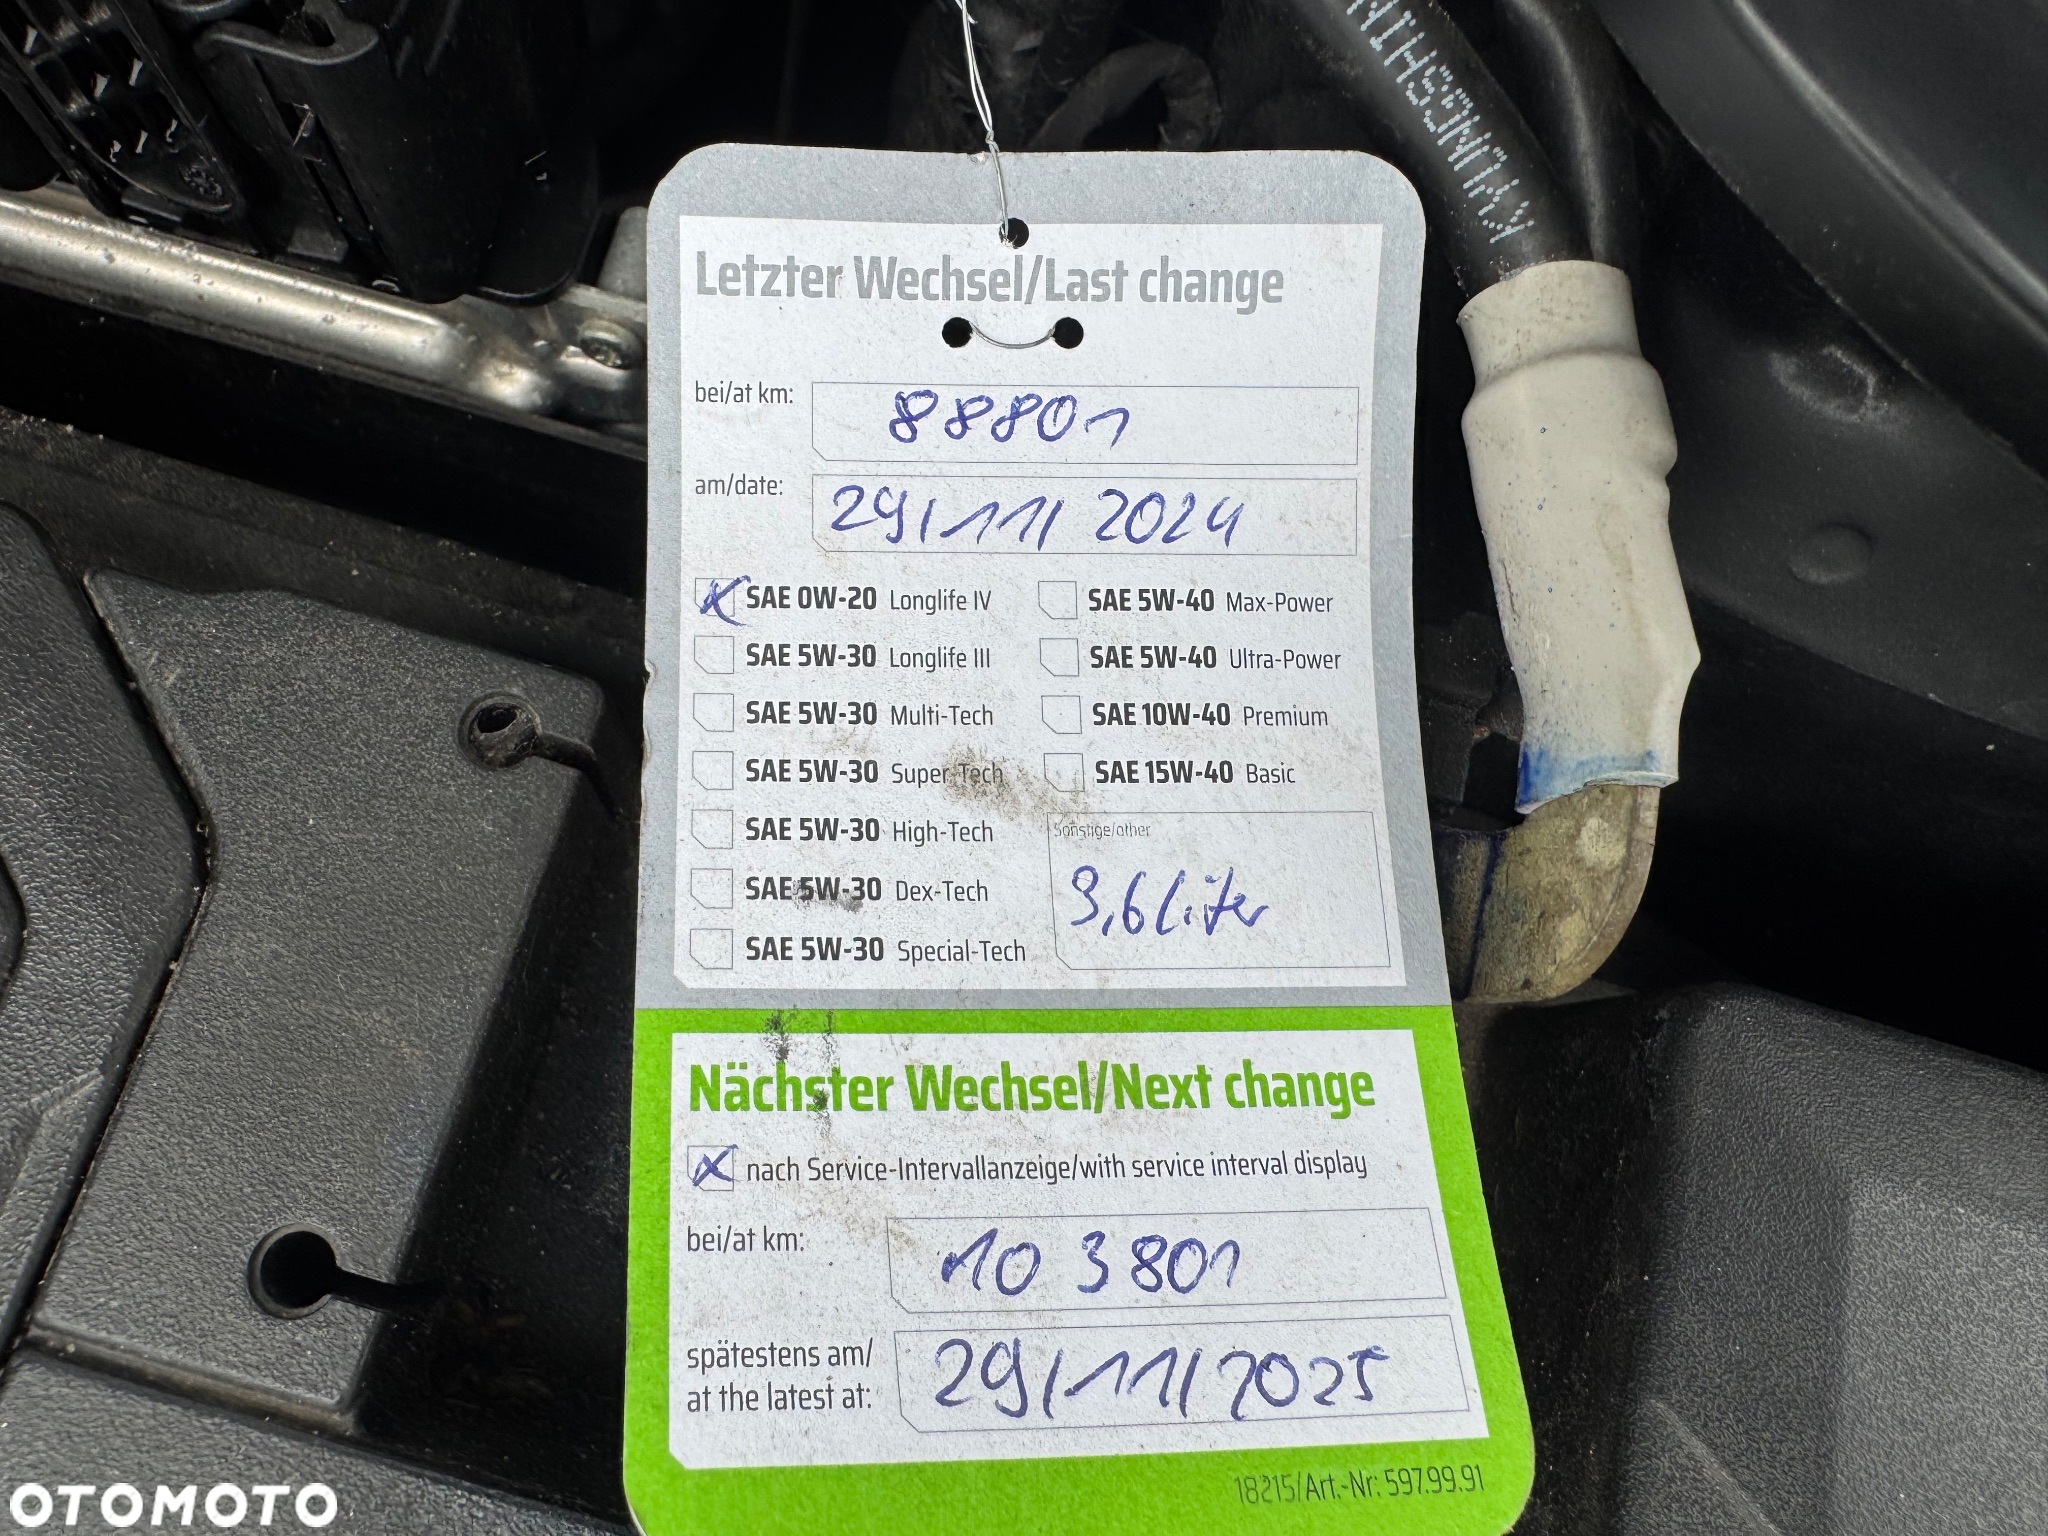 KYUNGSHIN
Letzter Wechsel/Last change
bei/at km: 88801
am/date: 29/11/2024
SAE 0W-20 Longlife IV
SAE 5W-40 Max-Power
SAE 5W-30 Longlife III
SAE 5W-40 Ultra-Power
SAE 5W-30 Multi-Tech
SAE 10W-40 Premium
SAE 5W-30 Super-Tech
SAE 15W-40 Basic
SAE 5W-30 High-Tech
Sonstige/other
SAE 5W-30 Dex-Tech
3,6 Liter
SAE 5W-30 Special-Tech
Nächster Wechsel/Next change
nach Service-Intervallanzeige/with service interval display
bei/at km: 103801
spätestens am/
at the latest at: 29/11/2025
18215/Art.-Nr: 597.99.91
OTOMOTO